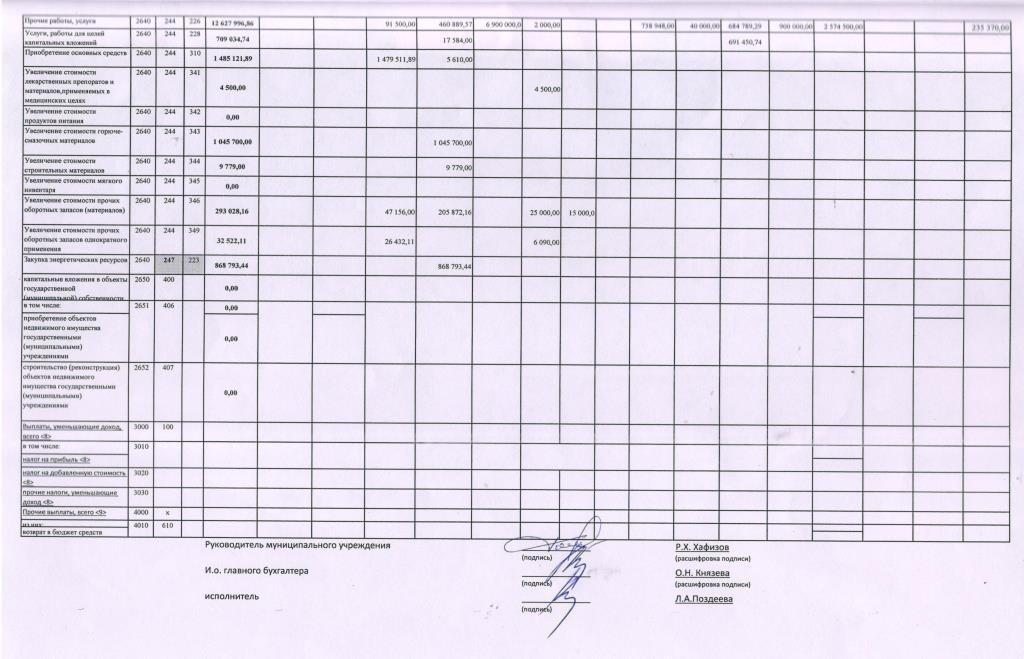 Прочие работы, услуги 2640 244 226 12 627 996,86 91 500,00 460 889,57 6 900 000,0 2 000,00 738 948,00 40 000,00 684 789,29 900 000,00 2 574 500,00 235 370,00
Услуги, работы для целей 2640 244 228 709 034,74 17 584,00 691 450,74
капитальных вложений
Приобретение основных средств 2640 244 310 1 485 121,89 1 479 511,89 5 610,00
Увеличение стоимости 2640 244 341
лекарственных препоратов и
материалов,применяемых в 4 500,00 4 500,00
медицинских целах
Увеличение стоимости 2640 244 342 0,00
продуктов питания
Увеличение стоимости горюче- 2640 244 343
смазочных материалов 1 045 700,00 1 045 700,00
Увеличение стоимости 2640 244 344 9 779,00 9 779,00
строительных материалов
Увеличение стоимости мягкого 2640 244 345 0,00
инвентаря
Увеличение стоимости прочих 2640 244 346
оборотных запасов (материалов) 293 028,16 47 156,00 205 872,16 25 000,00 15 000,0
Увеличение стоимости прочих 2640 244 349
оборотных запасов однократного 32 522,11 26 432,11 6 090,00
применения
Закупка энергетических ресурсов 2640 247 223 868 793,44 868 793,44
капитальные вложения в объекты 2650 400
государственной 0,00
(муниципальной) собственности
в том числе: 2651 406 0,00
приобретение объектов
недвижимого имущества
государственными 0,00
(муниципальными)
учреждениями
строительство (реконструкция) 2652 407
объектов недвижимого
имущества государственными 0,00
(муниципальными)
учреждениями
Выплаты, уменьшающие доход, 3000 100
всего <8>
в том числе: 3010
налог на прибыль <8>
налог на добавленную стоимость 3020
<8>
прочие налоги, уменьшающие 3030
доход <8>
Прочие выплаты, всего <9> 4000 x
из них: 4010 610
возврат в бюджет средств
Руководитель муниципального учреждения Р.Х. Хафизов
(подпись) (расшифровка подписи)
И.о. главного бухгалтера О.Н. Князева
(подпись) (расшифровка подписи)
исполнитель Л.А.Поздеева
(подпись)